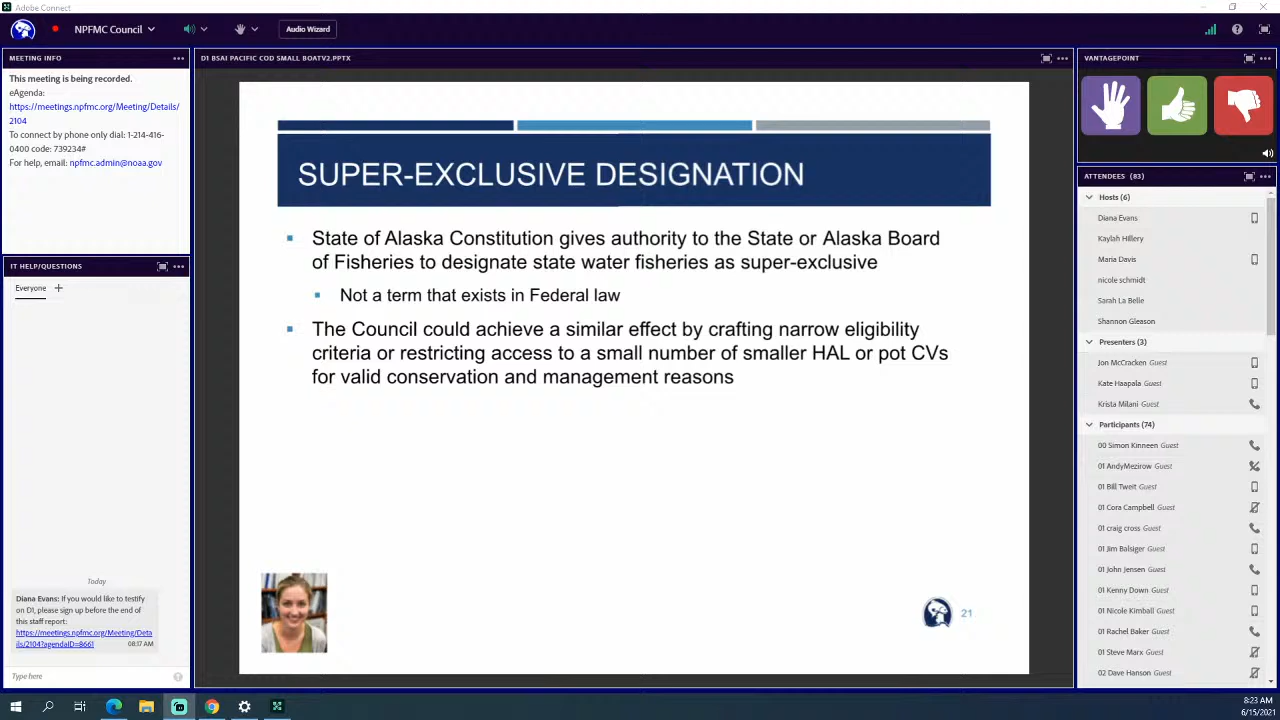 Adobe Connect
NPFMC Council
Audio Wizard
MEETING INFO
This meeting is being recorded.
eAgenda:
https://meetings.npfmc.org/Meeting/Details/
2104
To connect by phone only dial: 1-214-416-
0400 code: 739234#
For help, email: npfmc.admin@noaa.gov
IT HELP/QUESTIONS
Everyone
Today
Diana Evans: If you would like to testify
on D1, please sign up before the end of
this staff report:
https://meetings.npfmc.org/Meeting/Deta
ils/2104?agendaID=8661
08:17 AM
Type here
D1 BSAI PACIFIC COD SMALL BOATV2.PPTX
SUPER-EXCLUSIVE DESIGNATION
State of Alaska Constitution gives authority to the State or Alaska Board
of Fisheries to designate state water fisheries as super-exclusive
Not a term that exists in Federal law
The Council could achieve a similar effect by crafting narrow eligibility
criteria or restricting access to a small number of smaller HAL or pot CVs
for valid conservation and management reasons
21
VANTAGEPOINT
ATTENDEES (83)
Hosts (6)
Diana Evans
Kaylah Hillery
Maria Davis
nicole schmidt
Sarah La Belle
Shannon Gleason
Presenters (3)
Jon McCracken Guest
Kate Haapala Guest
Krista Milani Guest
Participants (74)
00 Simon Kinneen Guest
01 AndyMezirow Guest
01 Bill Tweit Guest
01 Cora Campbell Guest
01 craig cross Guest
01 Jim Balsiger Guest
01 John Jensen Guest
01 Kenny Down Guest
01 Nicole Kimball Guest
01 Rachel Baker Guest
01 Steve Marx Guest
02 Dave Hanson Guest
8:23 AM
6/15/2021